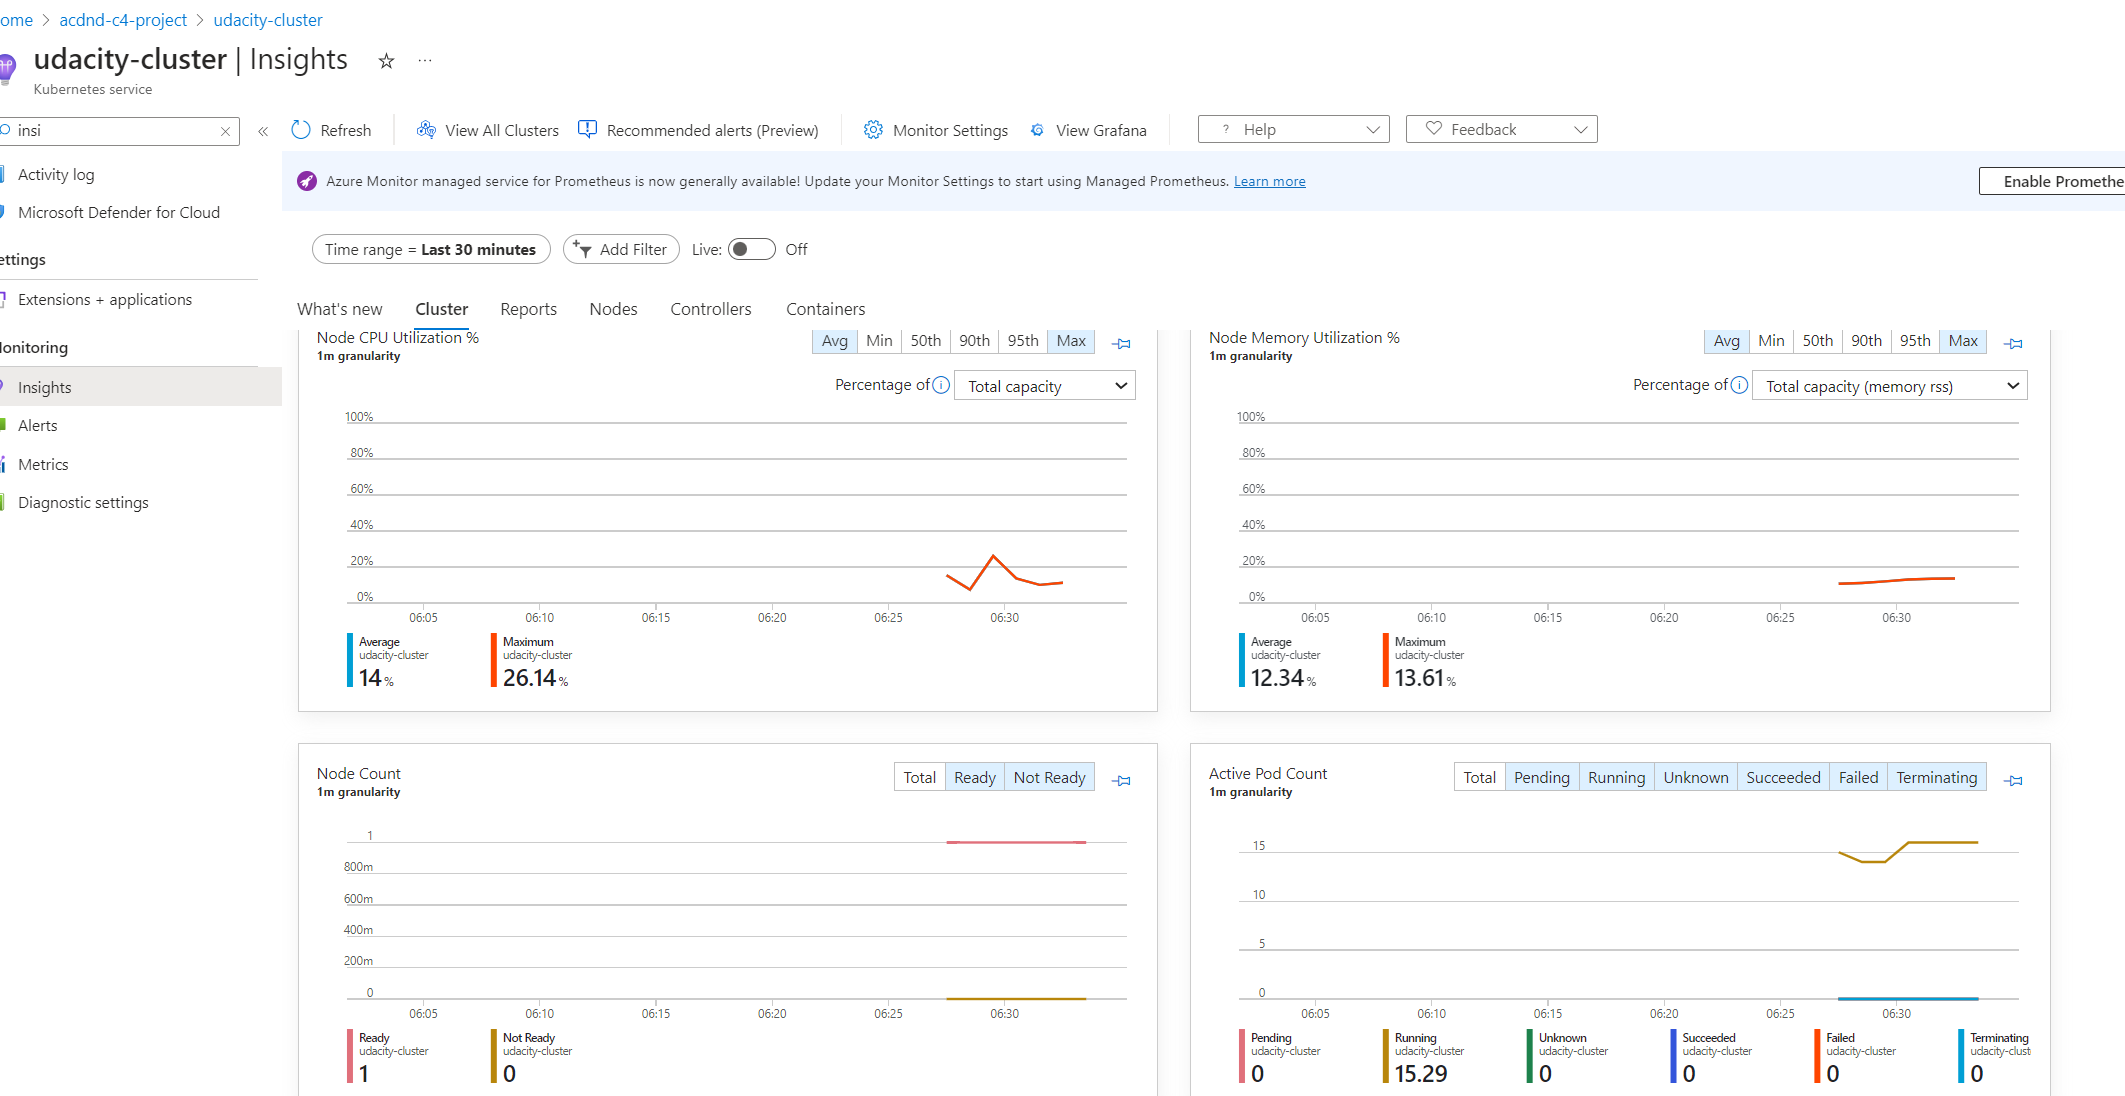 ome > acdnd-c4-project > udacity-cluster
udacity-cluster | Insights ☆ ...
Kubernetes service
insi × «
Refresh View All Clusters Recommended alerts (Preview) Monitor Settings View Grafana ? Help Feedback
Activity log
Microsoft Defender for Cloud
ettings
Extensions + applications
onitoring
Insights
Alerts
Metrics
Diagnostic settings
Azure Monitor managed service for Prometheus is now generally available! Update your Monitor Settings to start using Managed Prometheus. Learn more
Enable Promethe
Time range = Last 30 minutes Add Filter Live: Off
What's new Cluster Reports Nodes Controllers Containers
Node CPU Utilization % Avg Min 50th 90th 95th Max
1m granularity
Percentage of i Total capacity
100%
80%
60%
40%
20%
0%
06:05 06:10 06:15 06:20 06:25 06:30
Average Maximum
udacity-cluster udacity-cluster
14 % 26.14 %
Node Memory Utilization % Avg Min 50th 90th 95th Max
1m granularity
Percentage of i Total capacity (memory rss)
100%
80%
60%
40%
20%
0%
06:05 06:10 06:15 06:20 06:25 06:30
Average Maximum
udacity-cluster udacity-cluster
12.34 % 13.61 %
Node Count Total Ready Not Ready
1m granularity
1
800m
600m
400m
200m
0
06:05 06:10 06:15 06:20 06:25 06:30
Ready Not Ready
udacity-cluster udacity-cluster
1 0
Active Pod Count Total Pending Running Unknown Succeeded Failed Terminating
1m granularity
15
10
5
0
06:05 06:10 06:15 06:20 06:25 06:30
Pending Running Unknown Succeeded Failed Terminating
udacity-cluster udacity-cluster udacity-cluster udacity-cluster udacity-cluster udacity-clust
0 15.29 0 0 0 0